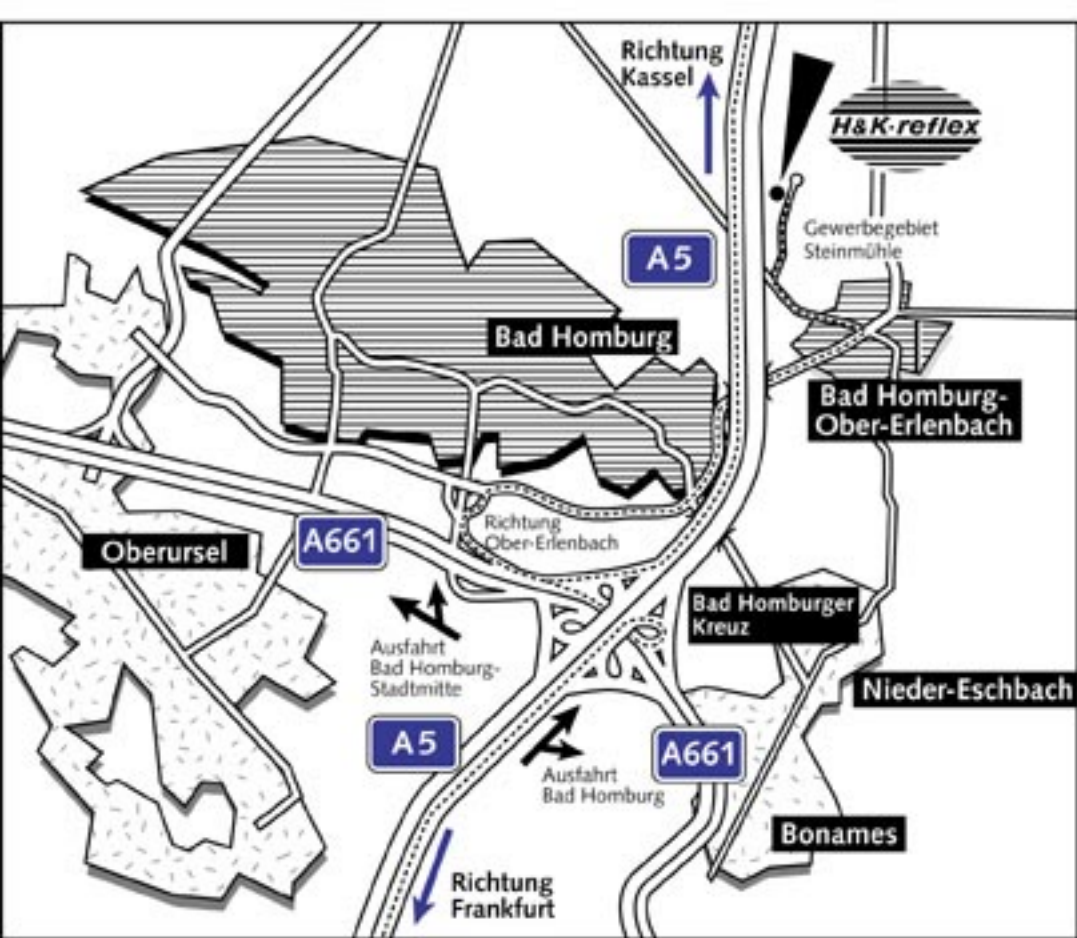 Richtung
Kassel
H&K-reflex
Gewerbegebiet
Steinmühle
A5
Bad Homburg
Bad Homburg-
Ober-Erlenbach
Richtung
Ober-Erlenbach
A661
Oberursel
Bad Homburger
Kreuz
Ausfahrt
Bad Homburg-
Stadtmitte
Nieder-Eschbach
A5
A661
Ausfahrt
Bad Homburg
Bonames
Richtung
Frankfurt